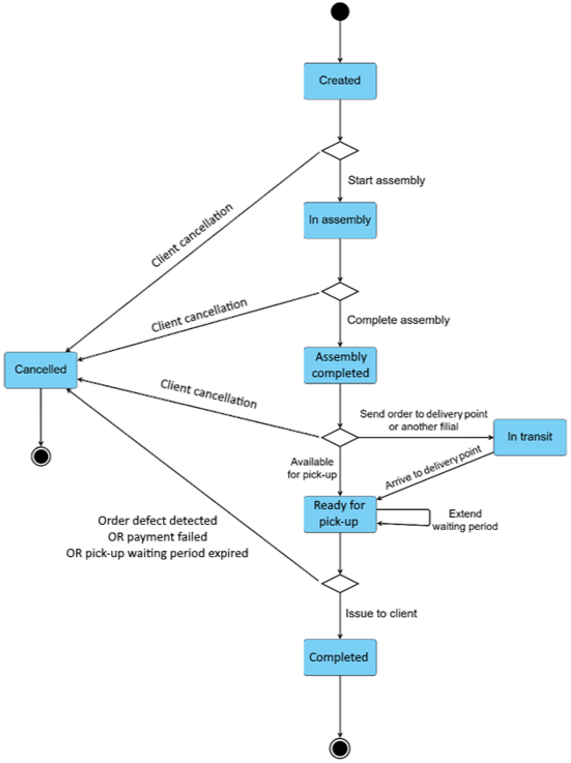 Created
Start assembly
Client cancellation
In assembly
Client cancellation
Complete assembly
Cancelled
Assembly
completed
Client cancellation
Send order to delivery point
or another filial
In transit
Available
for pick-up
Arrive to delivery point
Ready for
pick-up
Extend
waiting period
Order defect detected
OR payment failed
OR pick-up waiting period expired
Issue to client
Completed